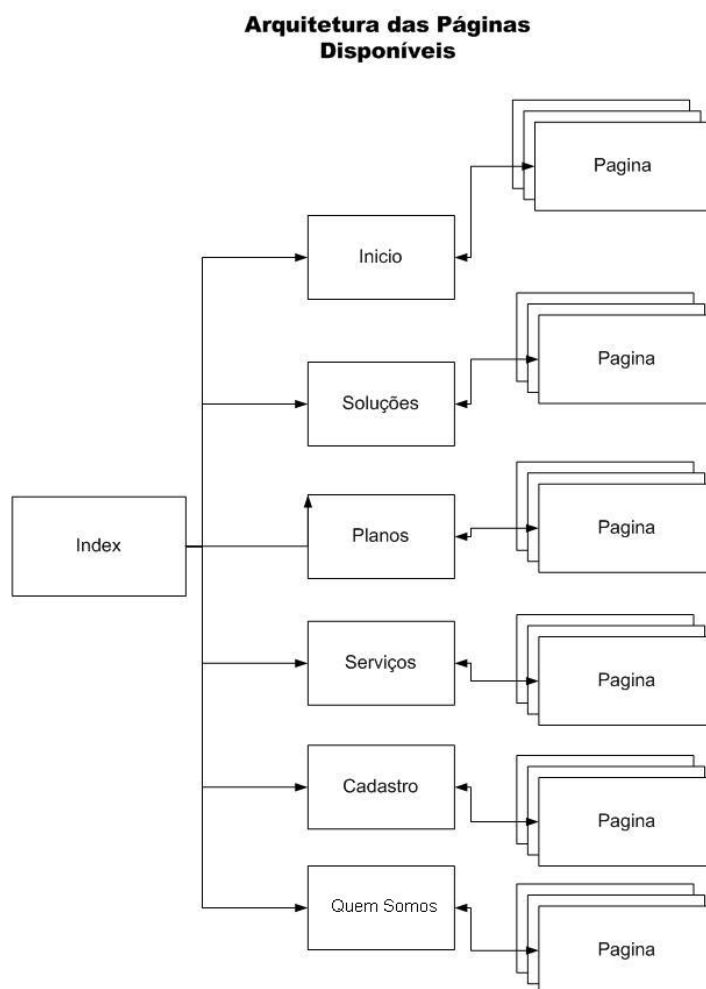 Arquitetura das Páginas
Disponíveis
Pagina
Inicio
Pagina
Soluções
Pagina
Planos
Index
Serviços
Pagina
Cadastro
Pagina
Quem Somos
Pagina